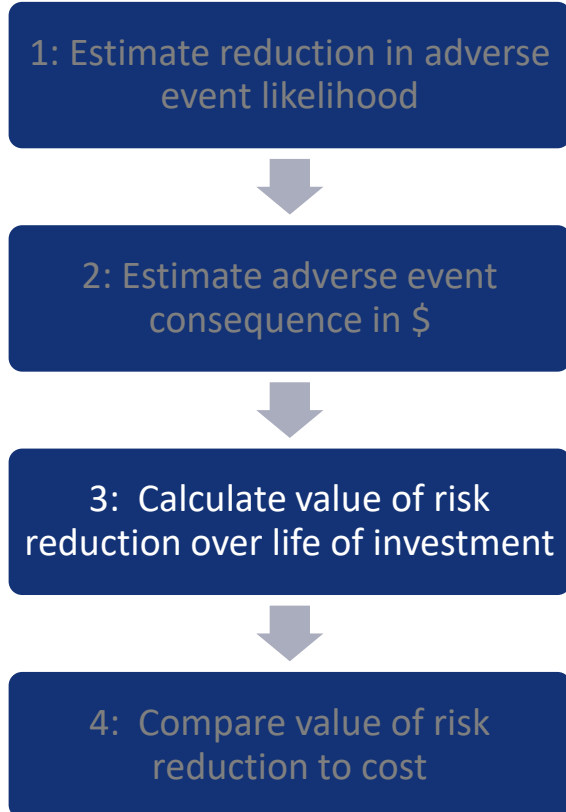 1: Estimate reduction in adverse
event likelihood
2: Estimate adverse event
consequence in $
3:  Calculate value of risk
reduction over life of investment
4:  Compare value of risk
reduction to cost